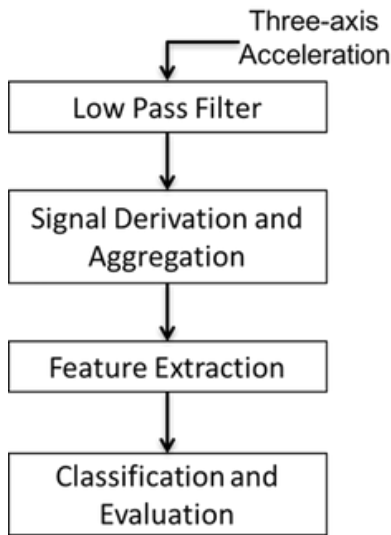 Three-axis
Acceleration
Low Pass Filter
Signal Derivation and
Aggregation
Feature Extraction
Classification and
Evaluation